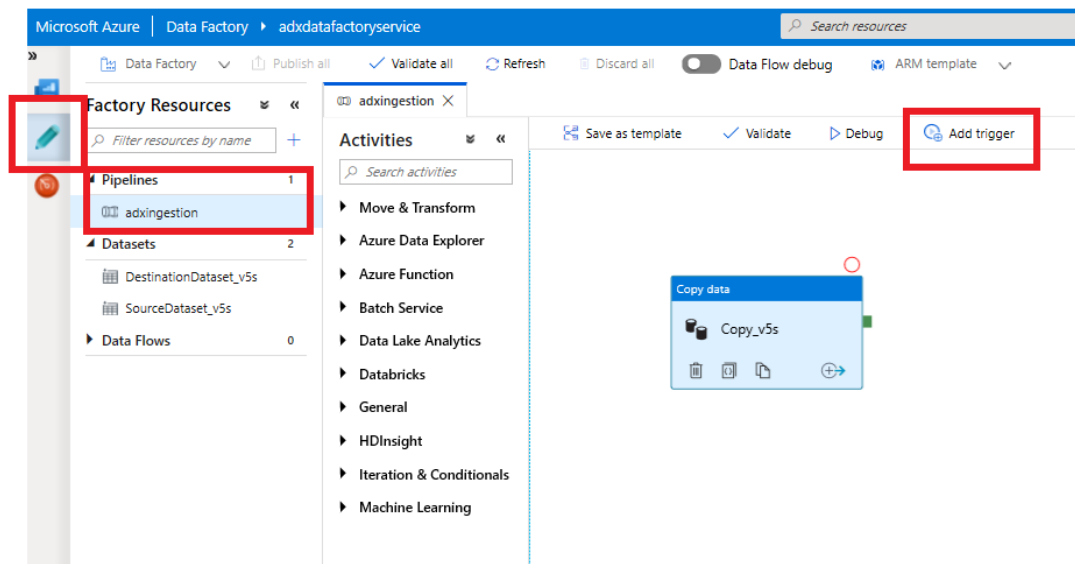 Microsoft Azure | Data Factory ▸ adxdatafactoryservice
Search resources
» Data Factory Publish all Validate all Refresh Discard all Data Flow debug ARM template
Factory Resources
«
adxingestion
Filter resources by name
Activities
«
Save as template Validate Debug Add trigger
Search activities
Pipelines 1
adxingestion
Datasets 2
DestinationDataset_v5s
SourceDataset_v5s
Data Flows 0
Move & Transform
Azure Data Explorer
Azure Function
Batch Service
Data Lake Analytics
Databricks
General
HDInsight
Iteration & Conditionals
Machine Learning
Copy data
Copy_v5s